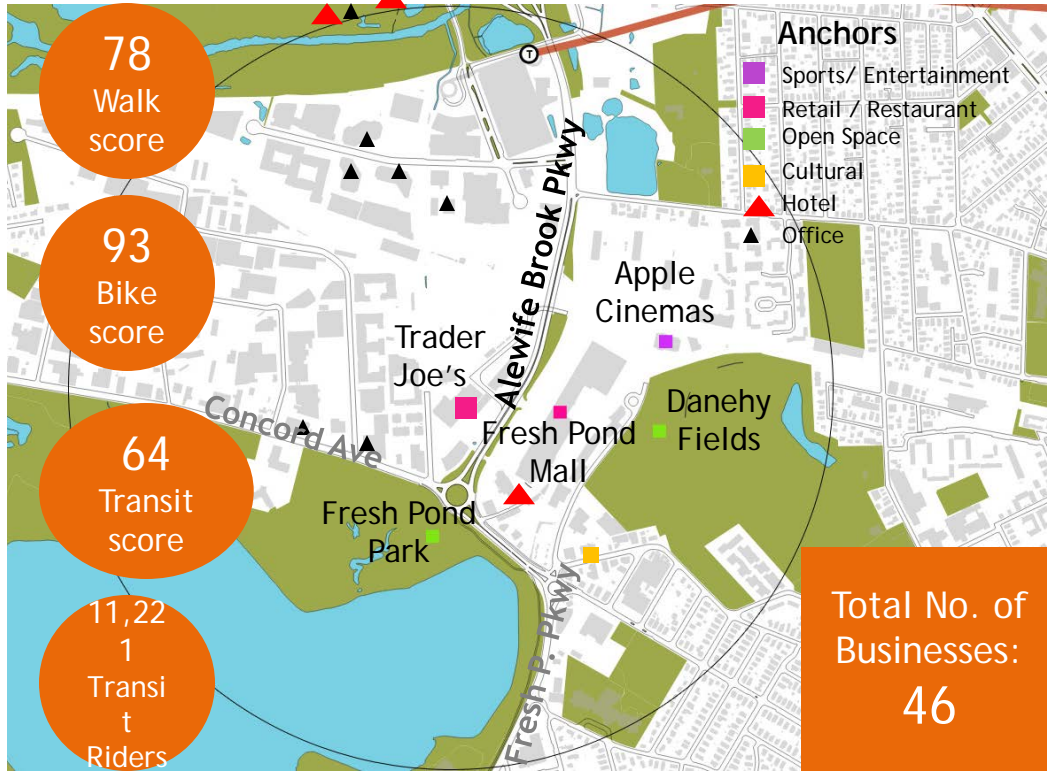 78
Walk
score
93
Bike
score
64
Transit
score
11,22
1
Transi
t
Riders
T
Anchors
Sports/ Entertainment
Retail / Restaurant
Open Space
Cultural
Hotel
Office
Alewife Brook Pkwy
Apple
Cinemas
Trader
Joe's
Concord Ave
Danehy
Fields
Fresh Pond
Mall
Fresh Pond
Park
Fresh P. Pkwy
Total No. of
Businesses:
46